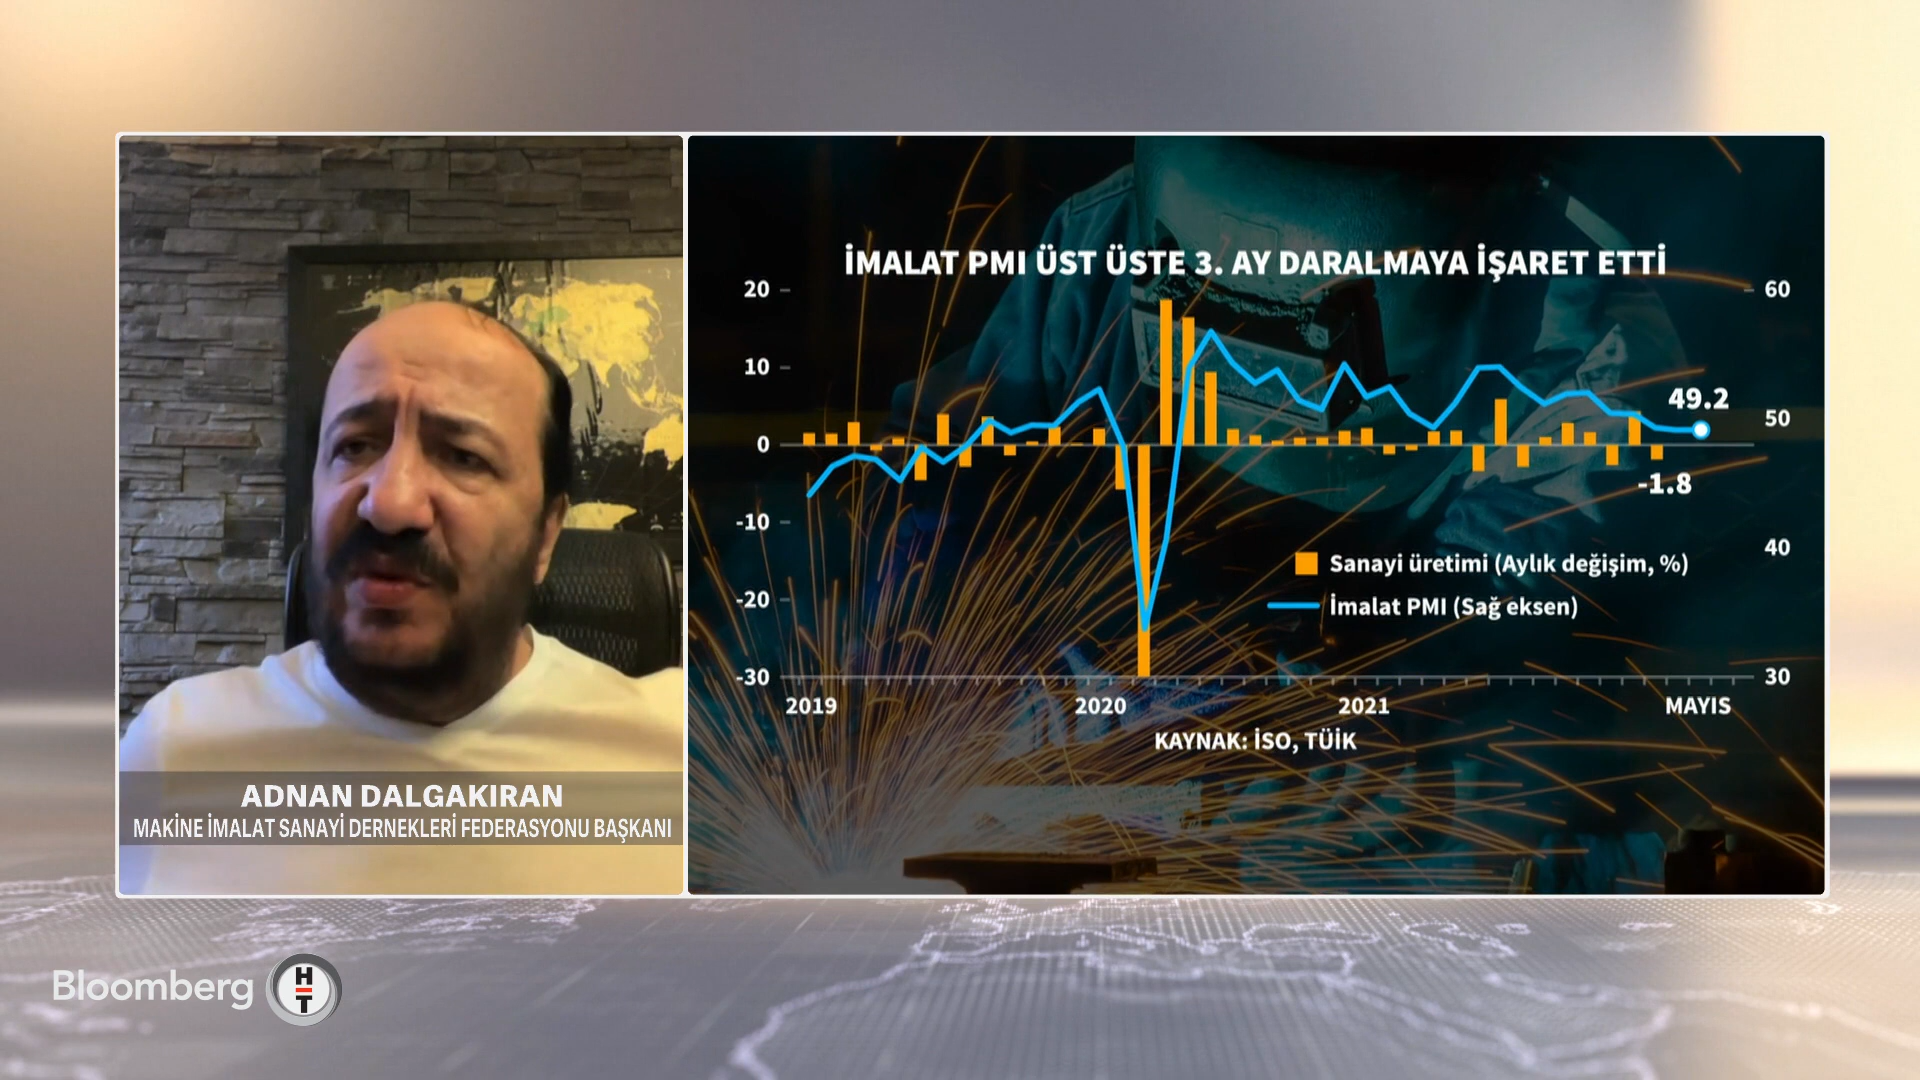 İMALAT PMI ÜST ÜSTE 3. AY DARALMAYA İŞARET ETTİ
20
10
0
-10
-20
-30
60
50
40
30
49.2
-1.8
Sanayi üretimi (Aylık değişim, %)
İmalat PMI (Sağ eksen)
2019
2020
2021
MAYIS
KAYNAK: İSO, TÜİK
ADNAN DALGAKIRAN
MAKİNE İMALAT SANAYİ DERNEKLERİ FEDERASYONU BAŞKANI
Bloomberg
H
T